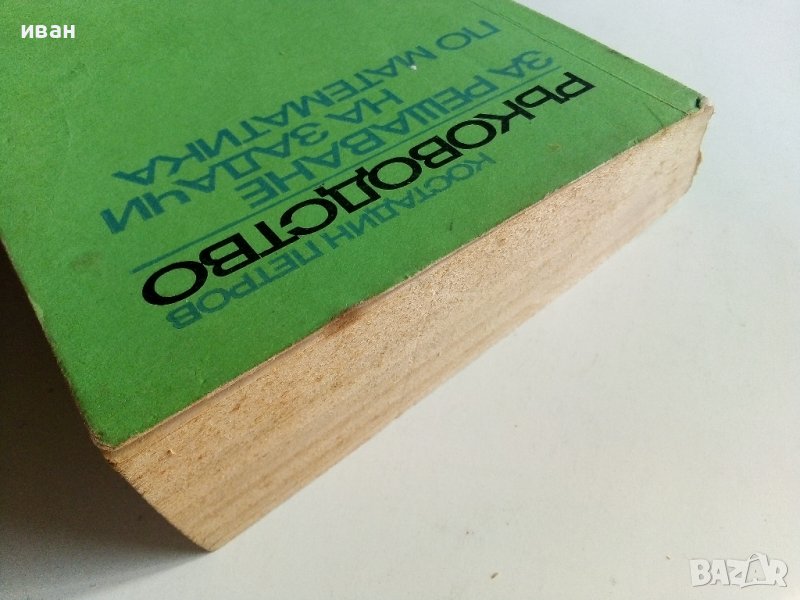 иван
КОСТАДИН ПЕТРОВ
РЪКОВОДСТВО
ЗА РЕШАВАНЕ
НА ЗАДАЧИ
ПО МАТЕМАТИКА
BAZAR